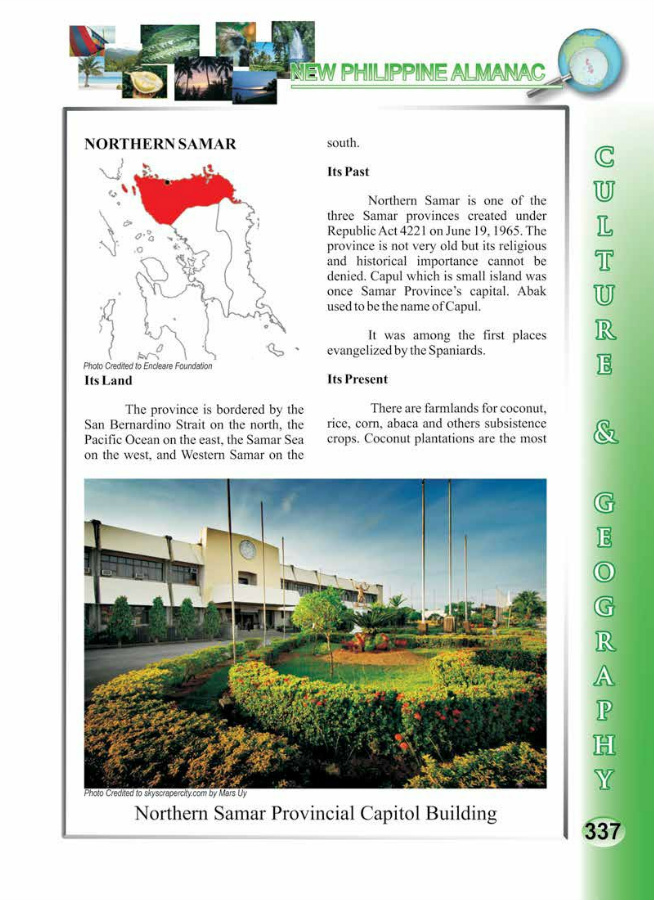 NEW PHILIPPINE ALMANAC
NORTHERN SAMAR
Photo Credited to Encleare Foundation
Its Land
The province is bordered by the
San Bernardino Strait on the north, the
Pacific Ocean on the east, the Samar Sea
on the west, and Western Samar on the
south.
Its Past
Northern Samar is one of the
three Samar provinces created under
Republic Act 4221 on June 19, 1965. The
province is not very old but its religious
and historical importance cannot be
denied. Capul which is small island was
once Samar Province's capital. Abak
used to be the name of Capul.
It was among the first places
evangelized by the Spaniards.
Its Present
There are farmlands for coconut,
rice, corn, abaca and others subsistence
crops. Coconut plantations are the most
Photo Credited to skyscrapercity.com by Mars Uy
Northern Samar Provincial Capitol Building
CULTURE & GEOGRAPHY
337